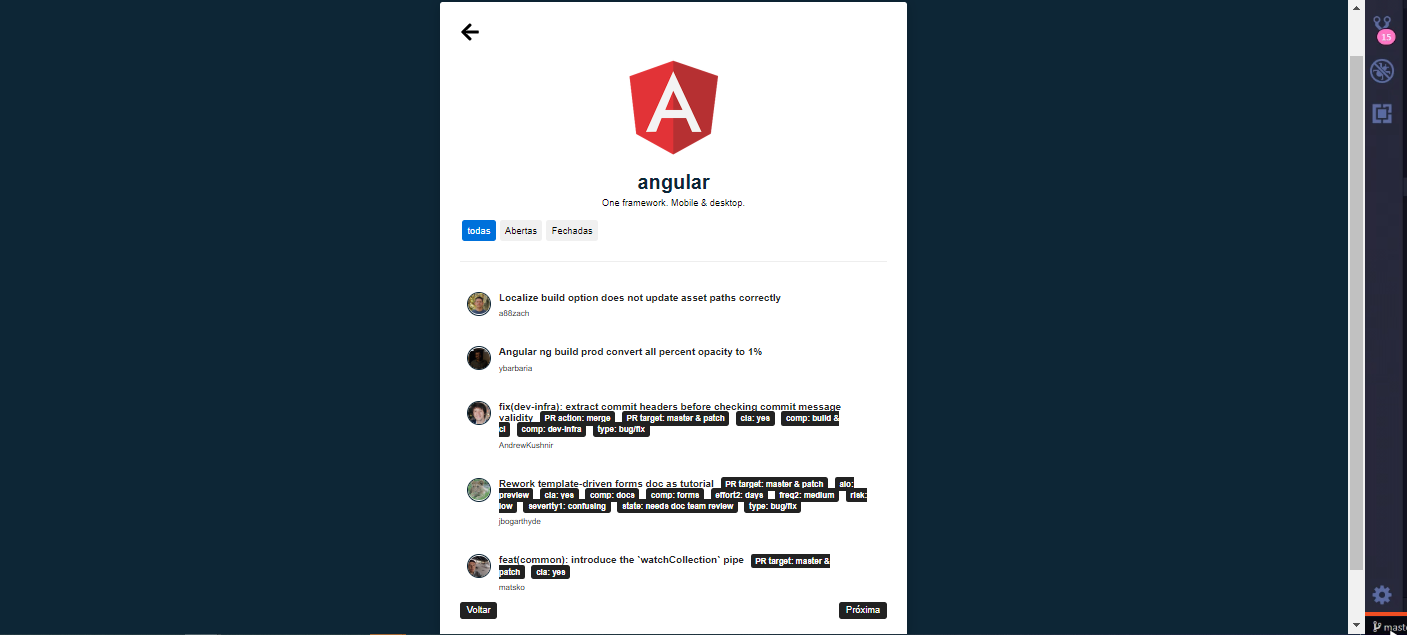 15
A
angular
One framework. Mobile & desktop.
todas Abertas Fechadas
Localize build option does not update asset paths correctly
a88zach
Angular ng build prod convert all percent opacity to 1%
ybarbaria
fix(dev-infra): extract commit headers before checking commit message
validity PR action: merge PR target: master & patch cla: yes comp: build &
ci comp: dev-infra type: bug/fix
AndrewKushnir
Rework template-driven forms doc as tutorial PR target: master & patch aio:
preview cla: yes comp: docs comp: forms effort2: days freq2: medium risk:
low severity1: confusing state: needs doc team review type: bug/fix
jbogarthyde
feat(common): introduce the `watchCollection` pipe PR target: master &
patch cla: yes
matsko
Voltar Próxima